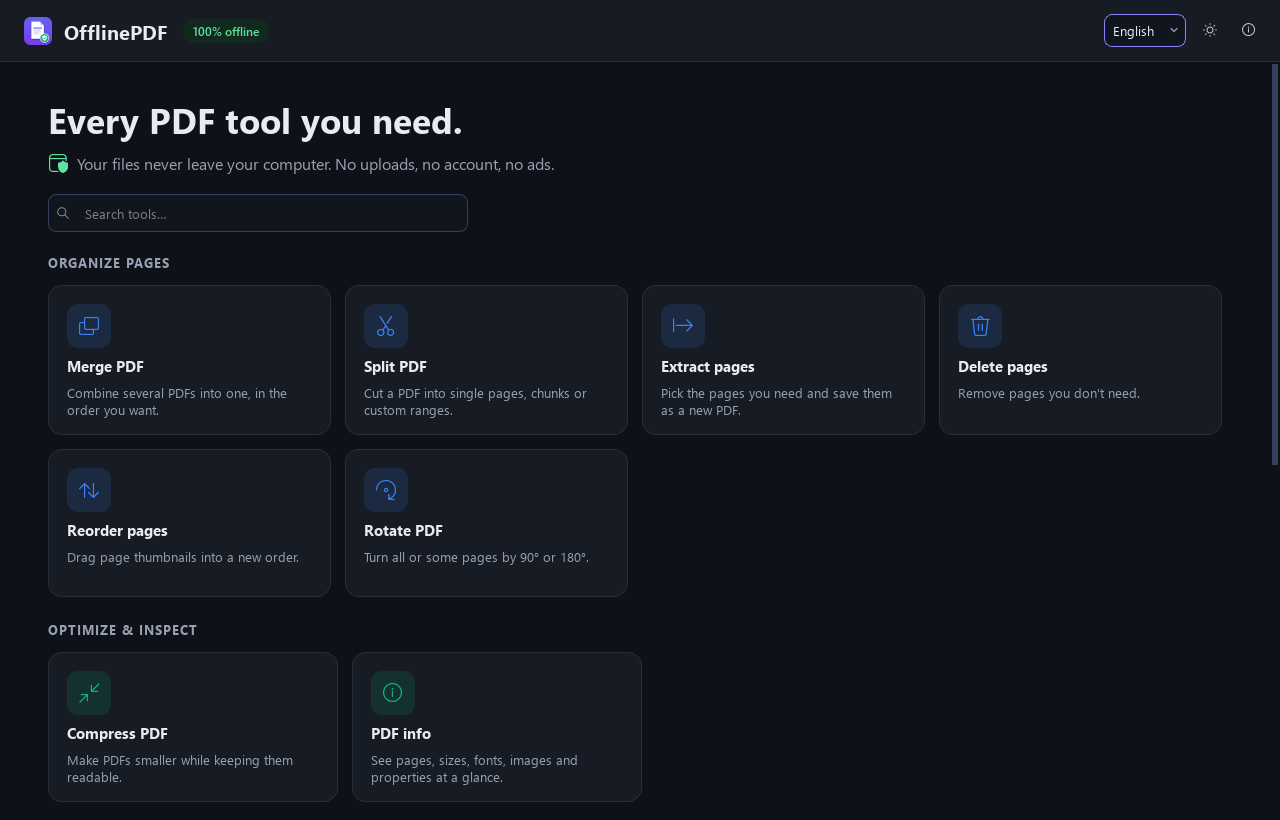 OfflinePDF
100% offline
English
Every PDF tool you need.
Your files never leave your computer. No uploads, no account, no ads.
Search tools...
ORGANIZE PAGES
Merge PDF
Combine several PDFs into one, in the
order you want.
Split PDF
Cut a PDF into single pages, chunks or
custom ranges.
Extract pages
Pick the pages you need and save them
as a new PDF.
Delete pages
Remove pages you don't need.
Reorder pages
Drag page thumbnails into a new order.
Rotate PDF
Turn all or some pages by 90° or 180°.
OPTIMIZE & INSPECT
Compress PDF
Make PDFs smaller while keeping them
readable.
PDF info
See pages, sizes, fonts, images and
properties at a glance.